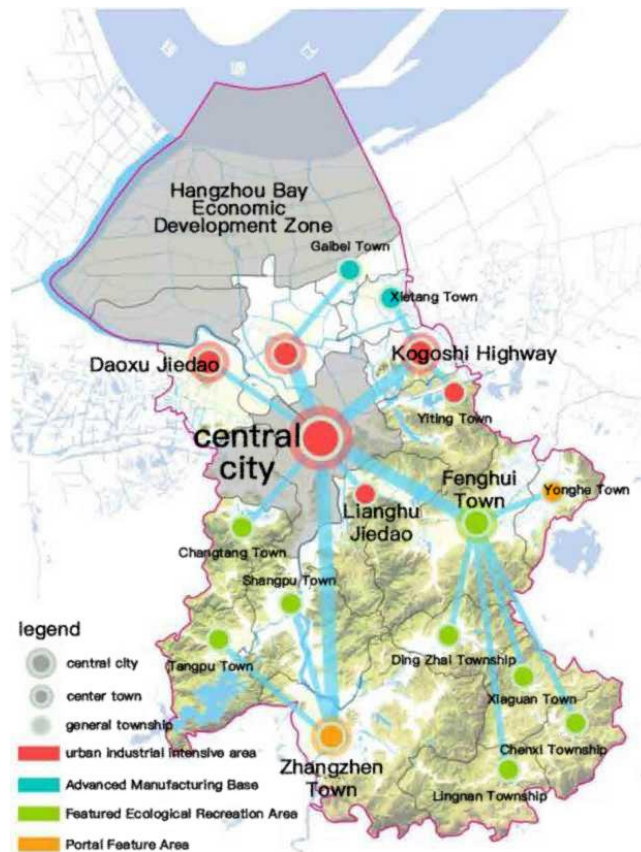 Hangzhou Bay
Economic
Development Zone
Gaibei Town
Xietang Town
Daoxu Jiedao
Kogoshi Highway
Yiting Town
central
city
Fenghui
Town
Yonghe Town
Lianghu
Jiedao
Changtang Town
Shangpu Town
legend
central city
Tangpu Town
Ding Zhai Township
center town
Xiaguan Town
general township
Chenxi Township
urban industrial intensive area
Zhangzhen
Town
Advanced Manufacturing Base
Lingnan Township
Featured Ecological Recreation Area
Portal Feature Area